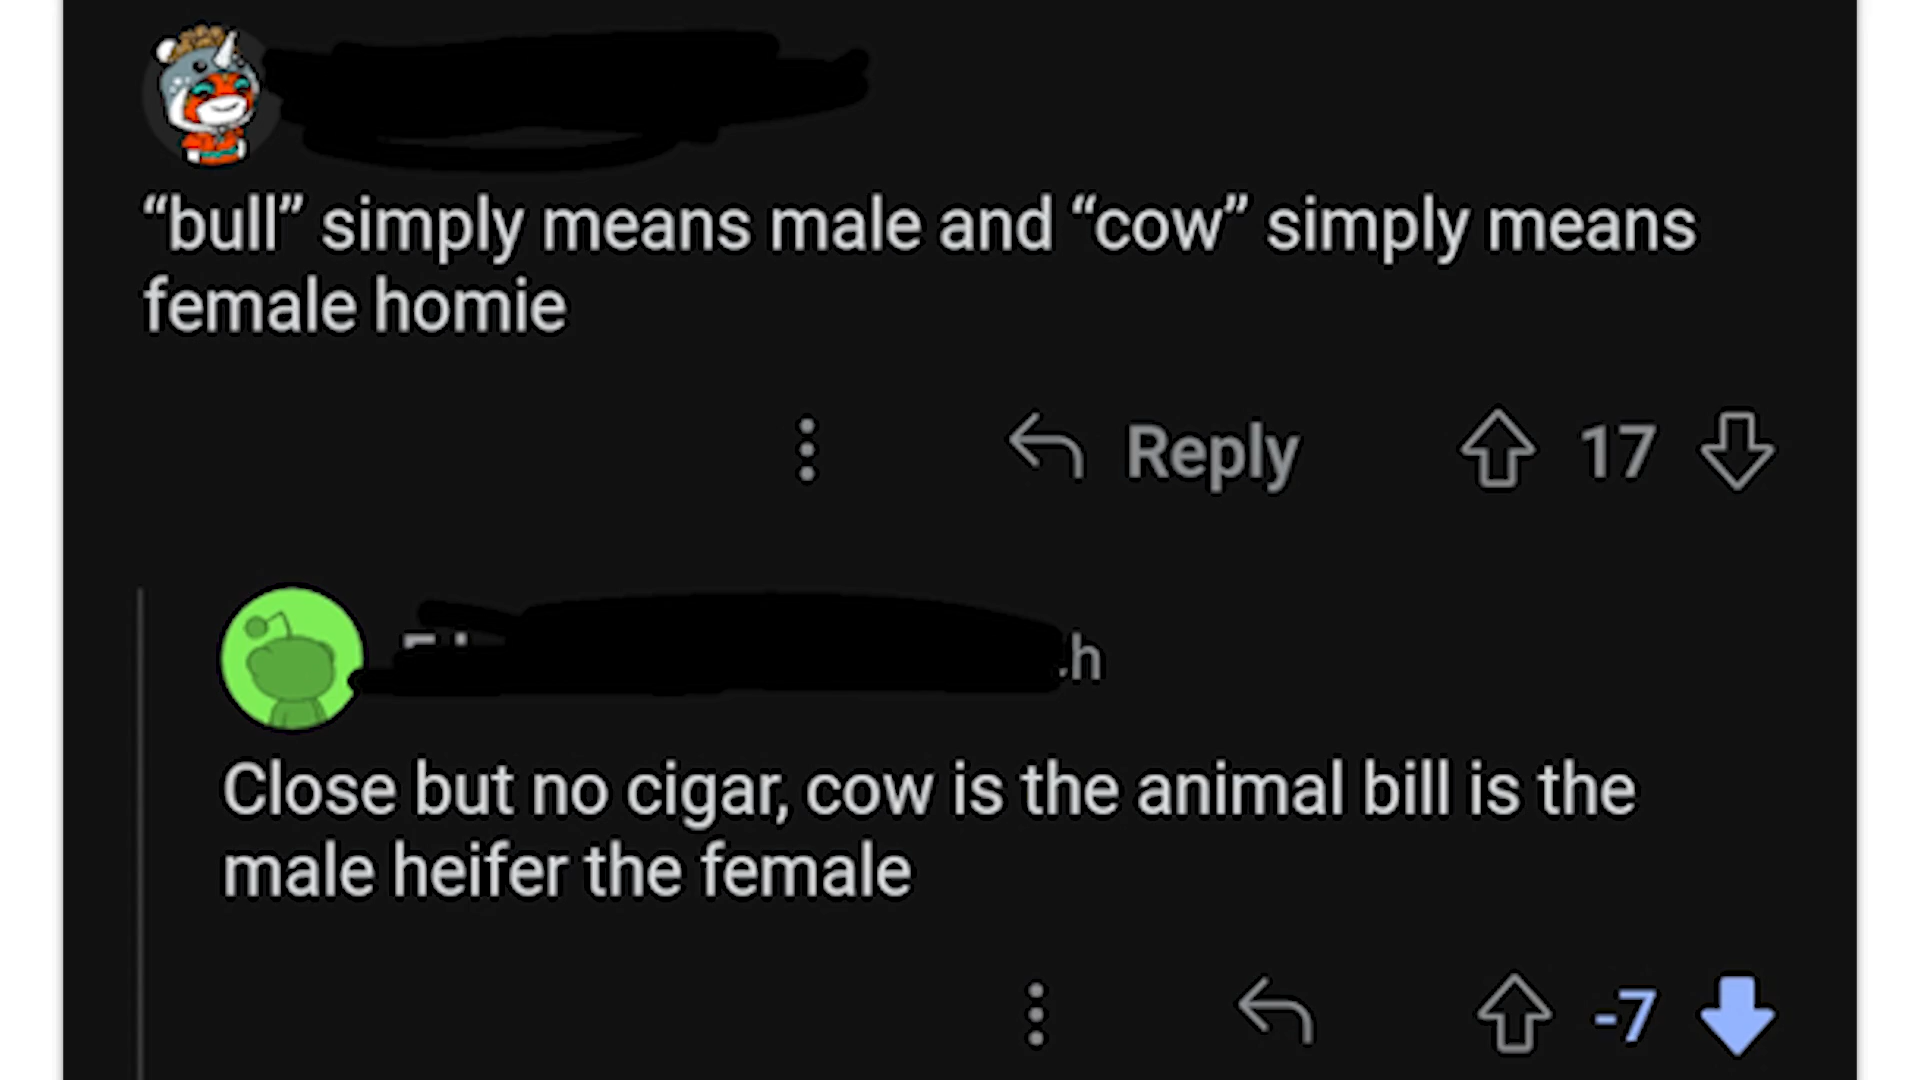 “bull” simply means male and “cow” simply means
female homie
Reply 17
h
Close but no cigar, cow is the animal bill is the
male heifer the female
-7